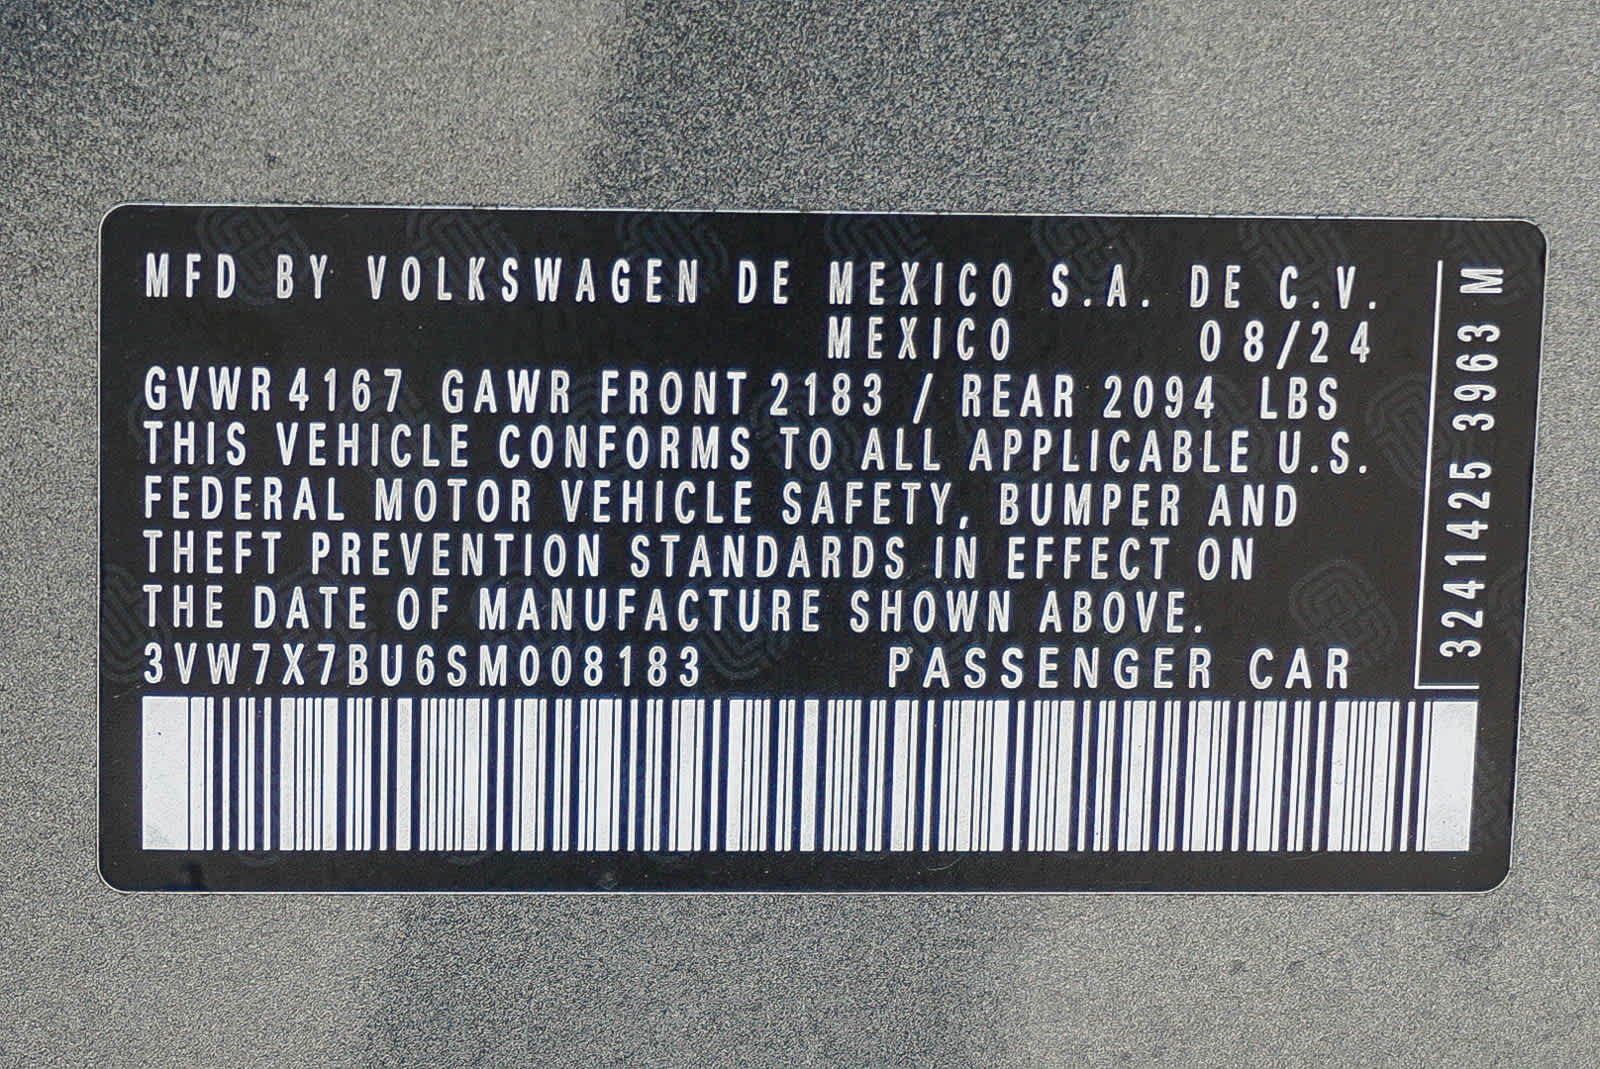 MFD BY VOLKSWAGEN DE MEXICO S.A. DE C.V.
MEXICO 08/24
GVWR 4167 GAWR FRONT 2183 / REAR 2094 LBS
THIS VEHICLE CONFORMS TO ALL APPLICABLE U.S.
FEDERAL MOTOR VEHICLE SAFETY, BUMPER AND
THEFT PREVENTION STANDARDS IN EFFECT ON
THE DATE OF MANUFACTURE SHOWN ABOVE.
3VW7X7BU6SM008183 PASSENGER CAR
3241425 3963 M